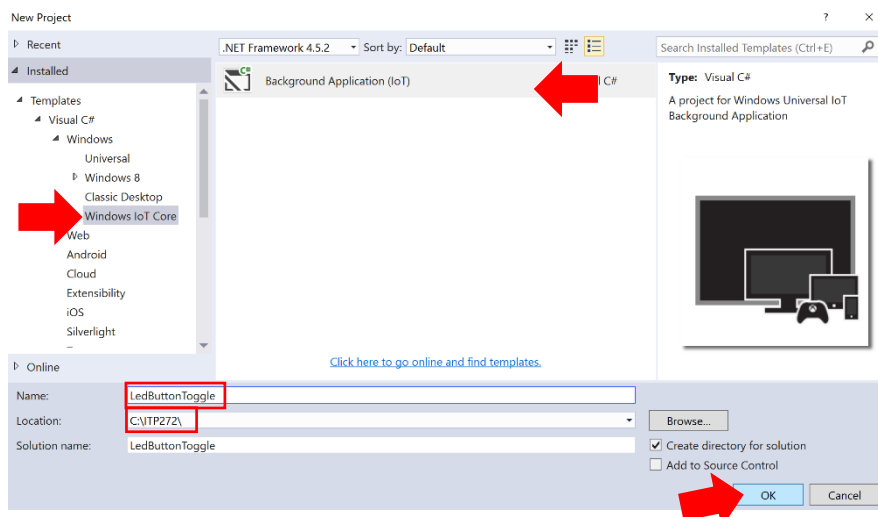 New Project
? ×
Recent
.NET Framework 4.5.2 Sort by: Default
Search Installed Templates (Ctrl+E)
Installed
Templates
Visual C#
Windows
Universal
Windows 8
Classic Desktop
Windows IoT Core
Web
Android
Cloud
Extensibility
iOS
Silverlight
Online
C#
Background Application (IoT)
C#
Click here to go online and find templates.
Type: Visual C#
A project for Windows Universal IoT
Background Application
Name: LedButtonToggle
Location: C:\ITP272\
Browse...
Solution name: LedButtonToggle
Create directory for solution
Add to Source Control
OK Cancel